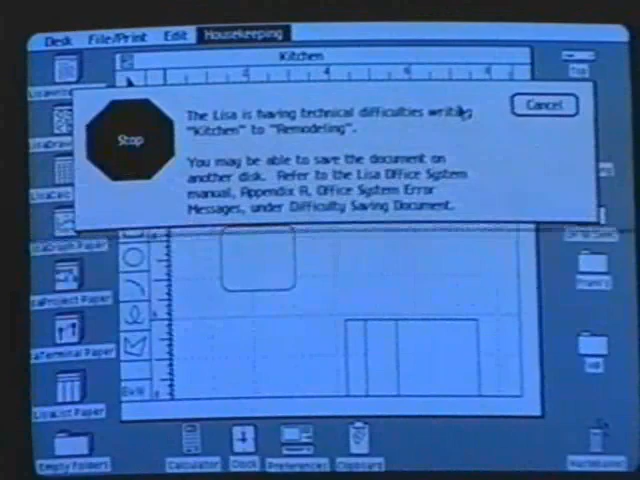 Desk File/Print Edit Housekeeping
Kitchen
The Lisa is having technical difficulties writing
"Kitchen" to "Remodeling".
Cancel
Stop
You may be able to save the document on
another disk. Refer to the Lisa Office System
manual, Appendix A, Office System Error
Messages, under Difficulty Saving Document.
LisaGraph Paper
LisaProject Paper
LisaTerminal Paper
LisaList Paper
Empty Folders
Calculator
Clock
Preferences
Clipboard
Wastebasket